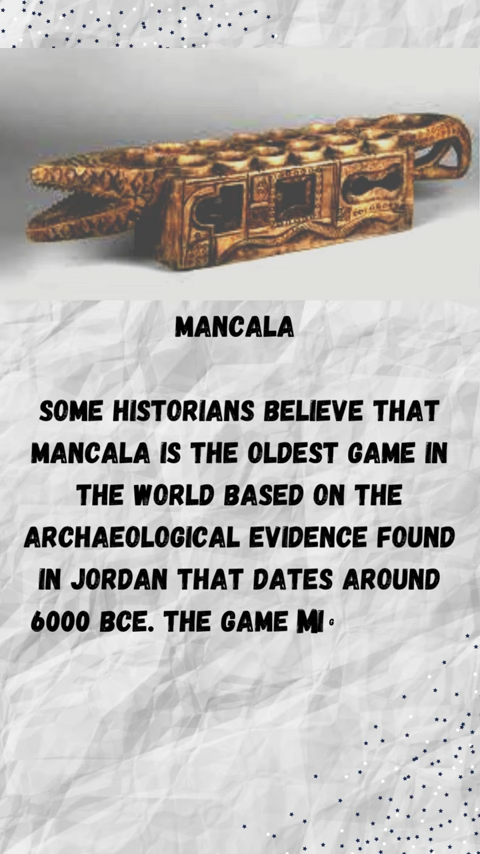 MANCALA
SOME HISTORIANS BELIEVE THAT
MANCALA IS THE OLDEST GAME IN
THE WORLD BASED ON THE
ARCHAEOLOGICAL EVIDENCE FOUND
IN JORDAN THAT DATES AROUND
6000 BCE. THE GAME